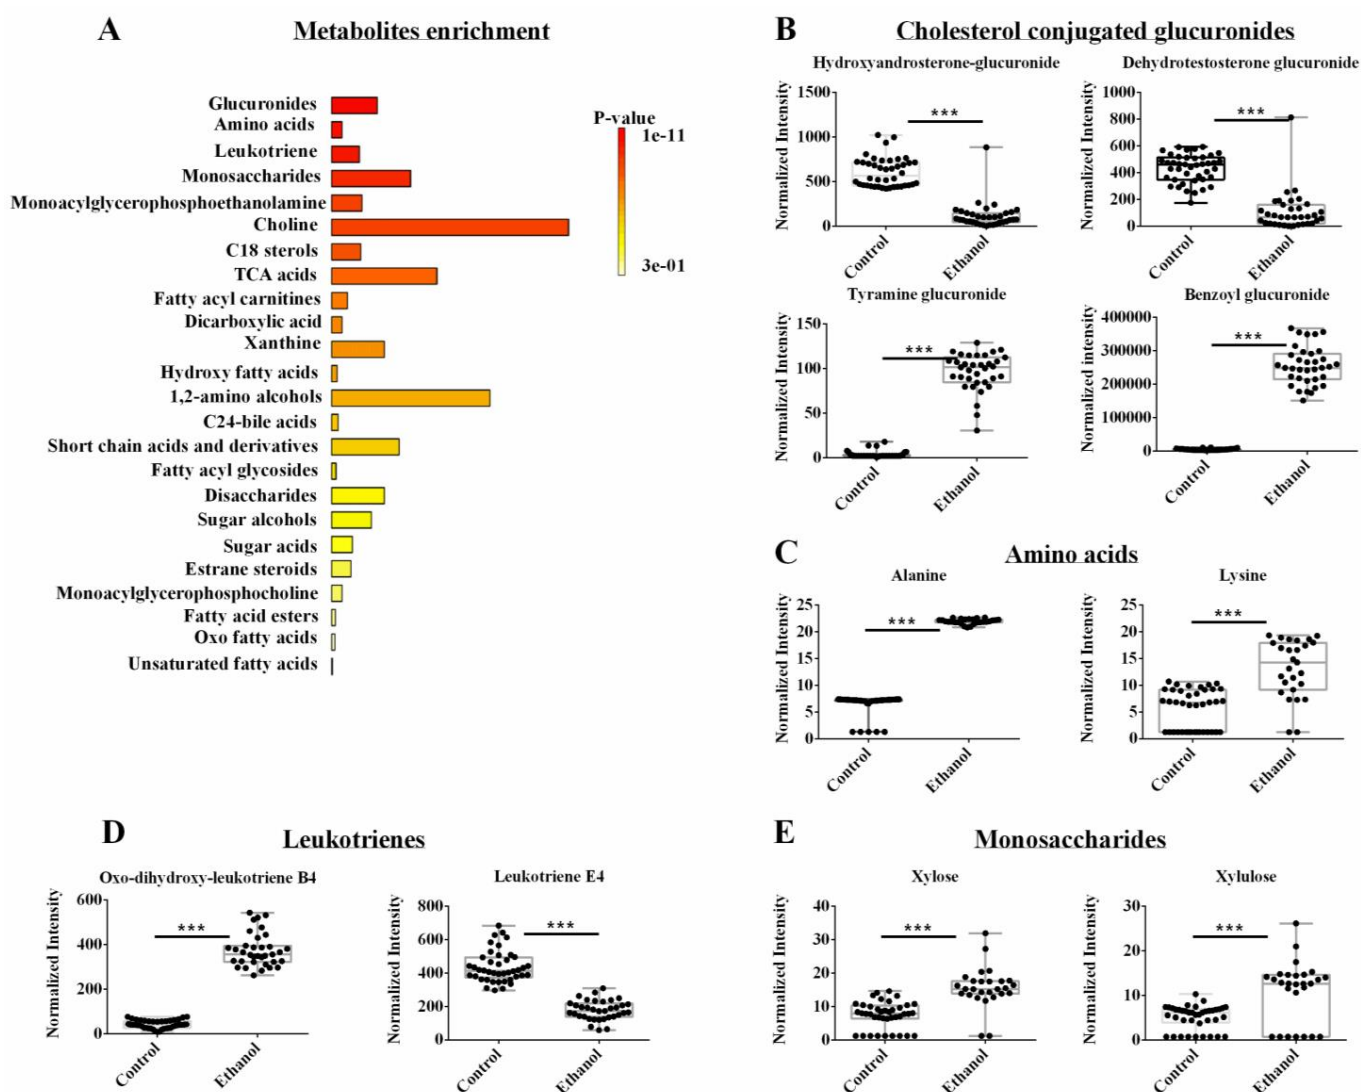 A
Metabolites enrichment
Glucuronides
Amino acids
Leukotriene
Monosaccharides
Monoacylglycerophosphoethanolamine
Choline
C18 sterols
TCA acids
Fatty acyl carnitines
Dicarboxylic acid
Xanthine
Hydroxy fatty acids
1,2-amino alcohols
C24-bile acids
Short chain acids and derivatives
Fatty acyl glycosides
Disaccharides
Sugar alcohols
Sugar acids
Estrane steroids
Monoacylglycerophosphocholine
Fatty acid esters
Oxo fatty acids
Unsaturated fatty acids
P-value
1e-11
3e-01
B
Cholesterol conjugated glucuronides
Hydroxyandrosterone-glucuronide
Normalized Intensity
1500
1000
500
0
***
Control
Ethanol
Dehydrotestosterone glucuronide
Normalized Intensity
1000
800
600
400
200
0
***
Control
Ethanol
Tyramine glucuronide
Normalized Intensity
150
100
50
0
***
Control
Ethanol
Benzoyl glucuronide
Normalized intensity
400000
300000
200000
100000
0
***
Control
Ethanol
C
Amino acids
Alanine
Normalized Intensity
25
20
15
10
5
0
***
Control
Ethanol
Lysine
Normalized Intensity
25
20
15
10
5
0
***
Control
Ethanol
D
Leukotrienes
Oxo-dihydroxy-leukotriene B4
Normalized Intensity
600
400
200
0
***
Control
Ethanol
Leukotriene E4
Normalized Intensity
800
600
400
200
0
***
Control
Ethanol
E
Monosaccharides
Xylose
Normalized Intensity
40
30
20
10
0
***
Control
Ethanol
Xylulose
Normalized Intensity
30
20
10
0
***
Control
Ethanol